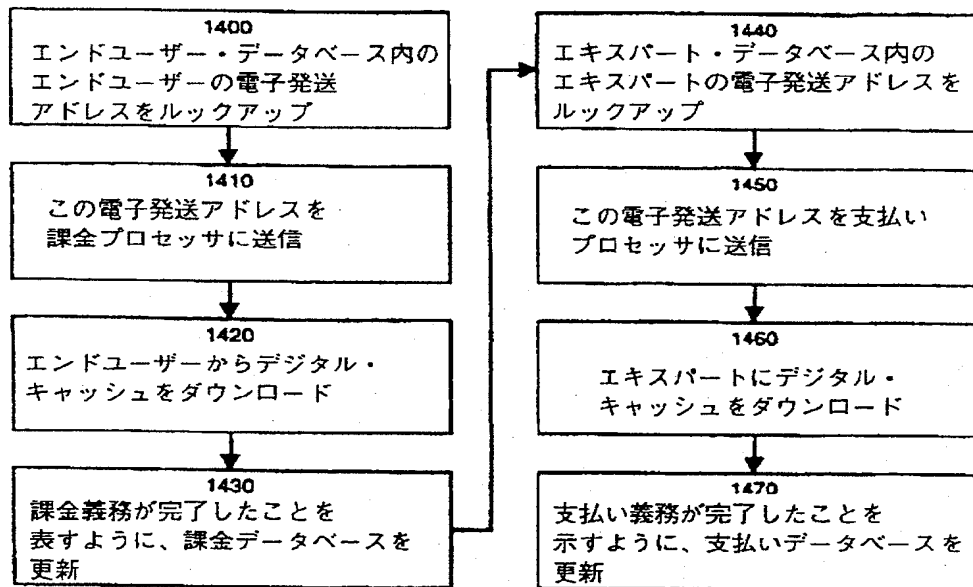 1400
エンドユーザー・データベース内の
エンドユーザーの電子発送
アドレスをルックアップ
1410
この電子発送アドレスを
課金プロセッサに送信
1420
エンドユーザーからデジタル・
キャッシュをダウンロード
1430
課金義務が完了したことを
表すように、課金データベースを
更新
1440
エキスパート・データベース内の
エキスパートの電子発送アドレスを
ルックアップ
1450
この電子発送アドレスを支払い
プロセッサに送信
1460
エキスパートにデジタル・
キャッシュをダウンロード
1470
支払い義務が完了したことを
示すように、支払いデータベースを
更新